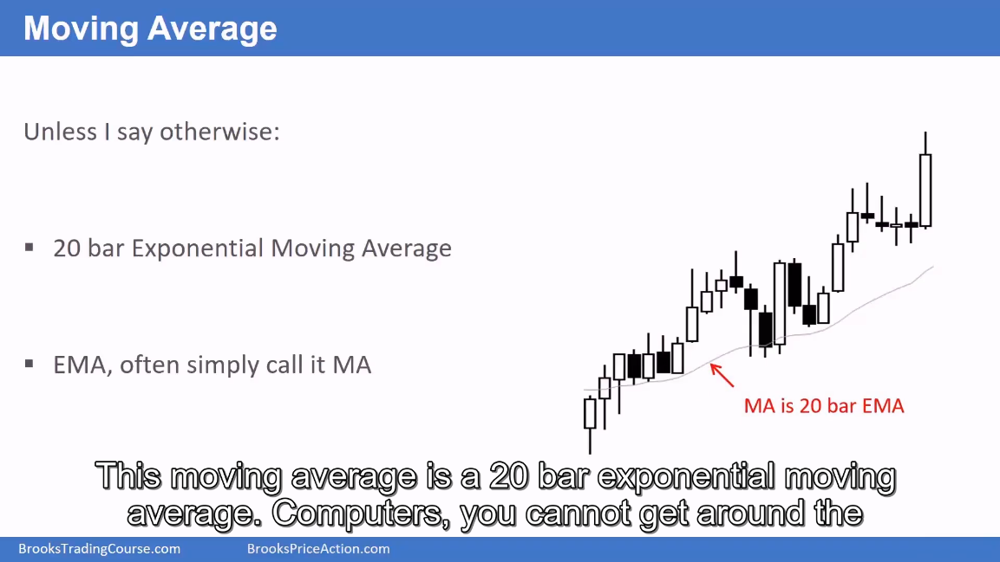 Moving Average
Unless I say otherwise:
▪ 20 bar Exponential Moving Average
▪ EMA, often simply call it MA
MA is 20 bar EMA
This moving average is a 20 bar exponential moving
average. Computers, you cannot get around the
BrooksTradingCourse.com
BrooksPriceAction.com